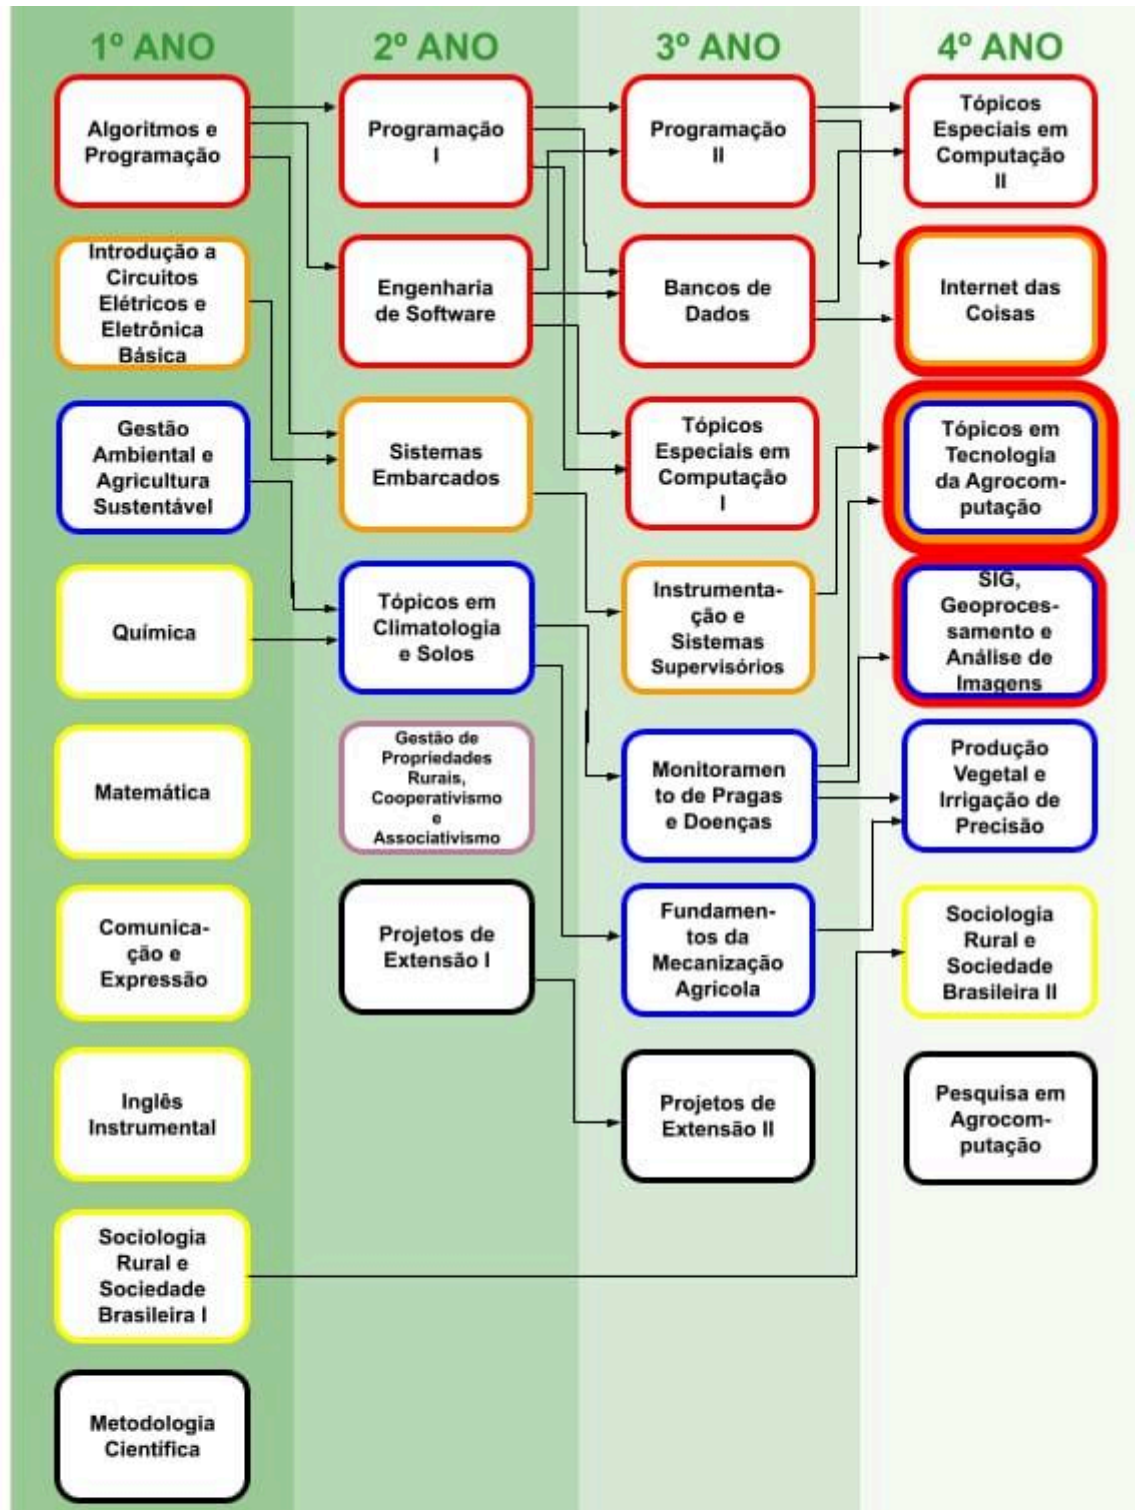 1º ANO
Algoritmos e
Programação
Introdução a
Circuitos
Elétricos e
Eletrônica
Básica
Gestão
Ambiental e
Agricultura
Sustentável
Química
Matemática
Comunica-
ção e
Expressão
Inglês
Instrumental
Sociologia
Rural e
Sociedade
Brasileira I
Metodologia
Científica
2º ANO
Programação
I
Engenharia
de Software
Sistemas
Embarcados
Tópicos em
Climatologia
e Solos
Gestão de
Propriedades
Rurais,
Cooperativismo
e
Associativismo
Projetos de
Extensão I
3º ANO
Programação
II
Bancos de
Dados
Tópicos
Especiais em
Computação
I
Instrumenta-
ção e
Sistemas
Supervisórios
Monitoramen
to de Pragas
e Doenças
Fundamen-
tos da
Mecanização
Agricola
Projetos de
Extensão II
4º ANO
Tópicos
Especiais em
Computação
II
Internet das
Coisas
Tópicos em
Tecnologia
da Agrocom-
putação
SIG,
Geoproces-
samento e
Análise de
Imagens
Produção
Vegetal e
Irrigação de
Precisão
Sociologia
Rural e
Sociedade
Brasileira II
Pesquisa em
Agrocom-
putação